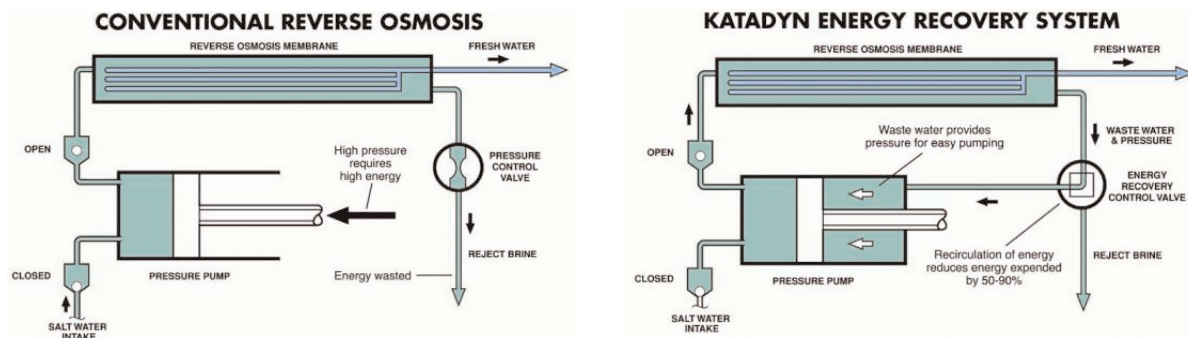 CONVENTIONAL REVERSE OSMOSIS
REVERSE OSMOSIS MEMBRANE
FRESH WATER
OPEN
High pressure
requires
high energy
PRESSURE
CONTROL
VALVE
CLOSED
PRESSURE PUMP
Energy wasted
REJECT BRINE
SALT WATER
INTAKE
KATADYN ENERGY RECOVERY SYSTEM
REVERSE OSMOSIS MEMBRANE
FRESH WATER
OPEN
Waste water provides
pressure for easy pumping
WASTE WATER
& PRESSURE
ENERGY
RECOVERY
CONTROL VALVE
CLOSED
PRESSURE PUMP
Recirculation of energy
reduces energy expended
by 50-90%
REJECT BRINE
SALT WATER
INTAKE